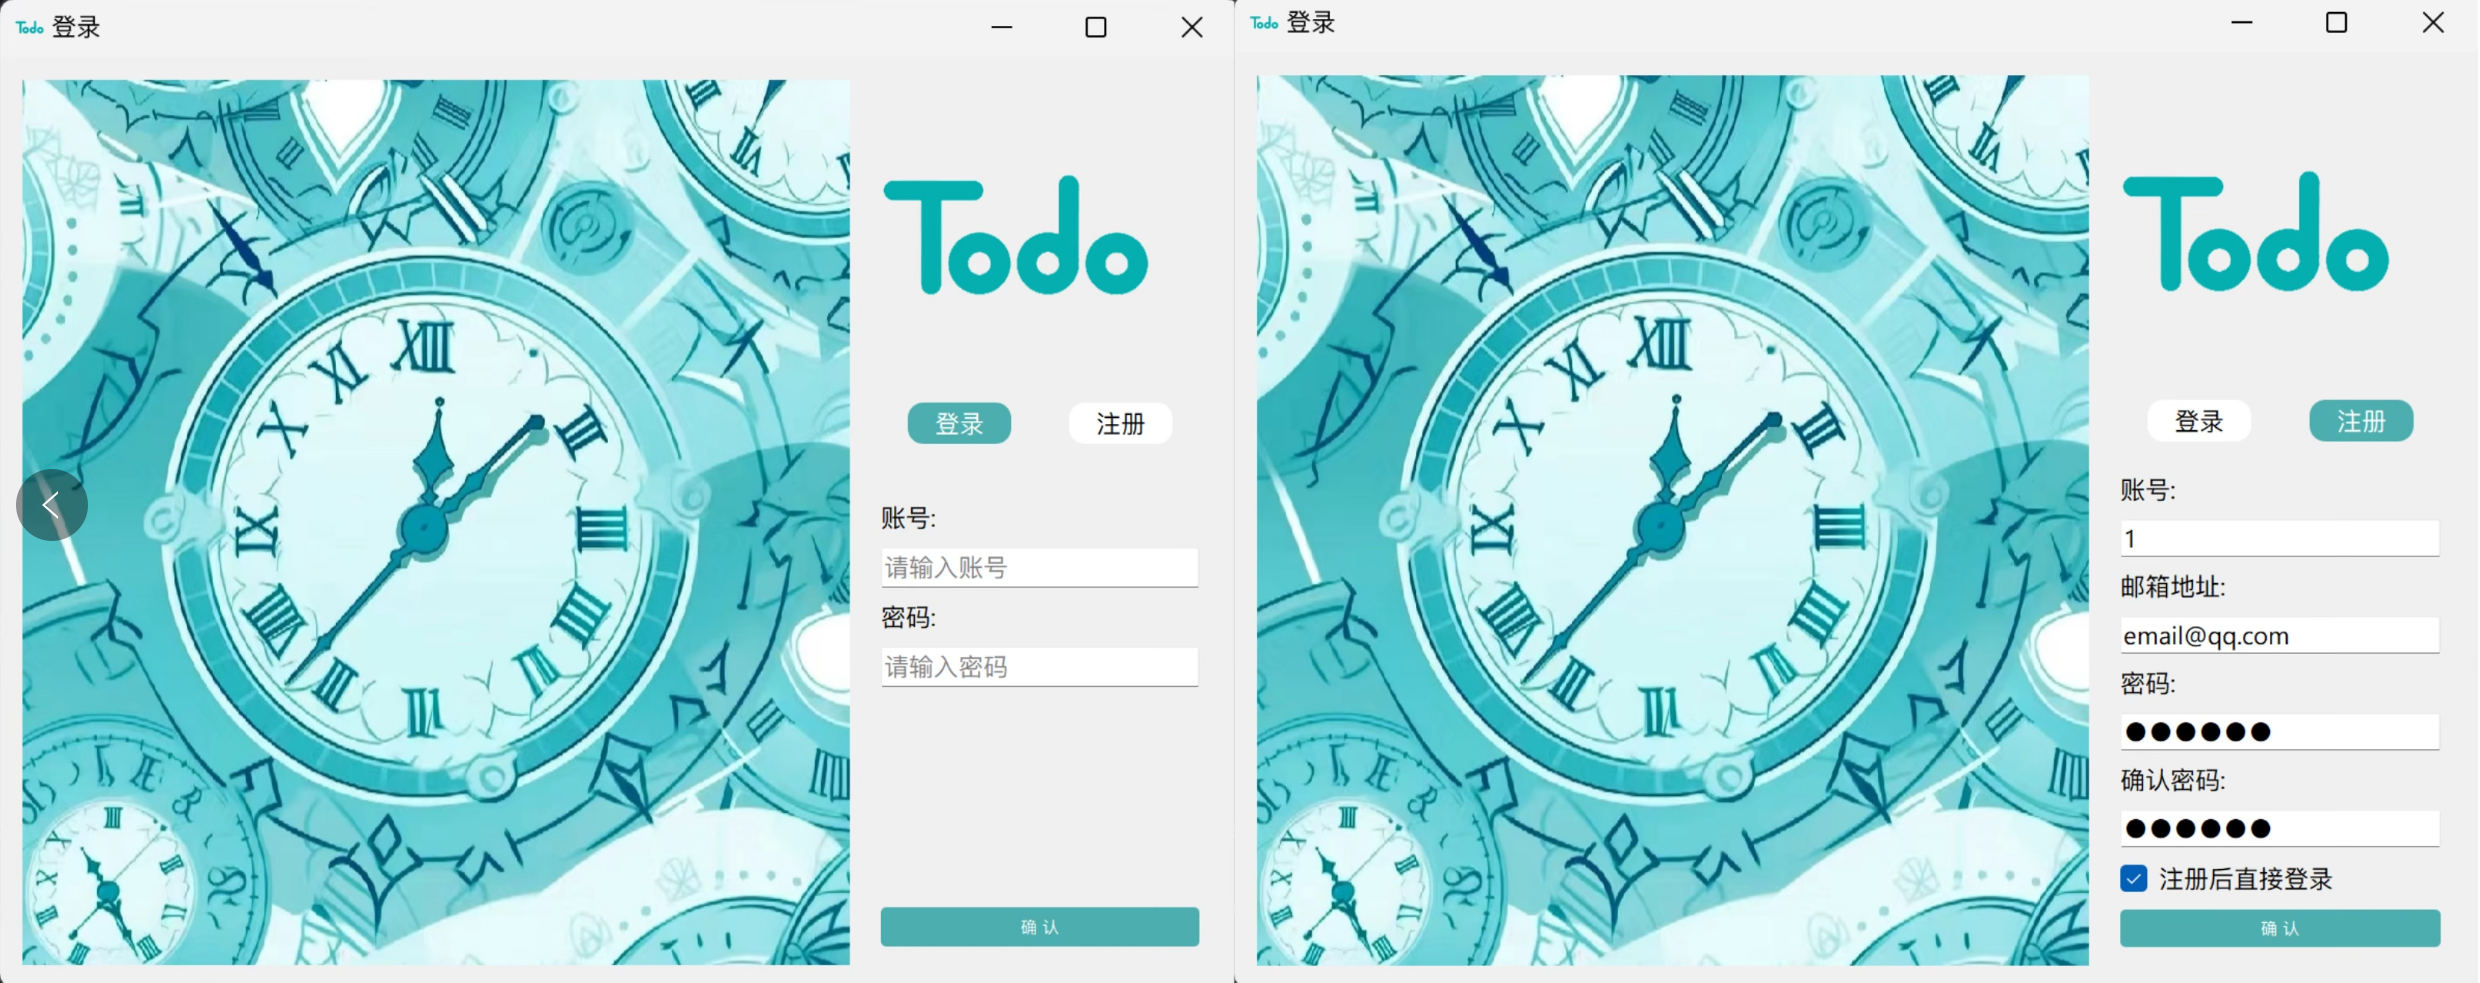 Todo 登录
Todo
登录
注册
账号:
请输入账号
密码:
请输入密码
确 认
Todo 登录
Todo
登录
注册
账号:
1
邮箱地址:
email@qq.com
密码:
●●●●●●
确认密码:
●●●●●●
注册后直接登录
确 认